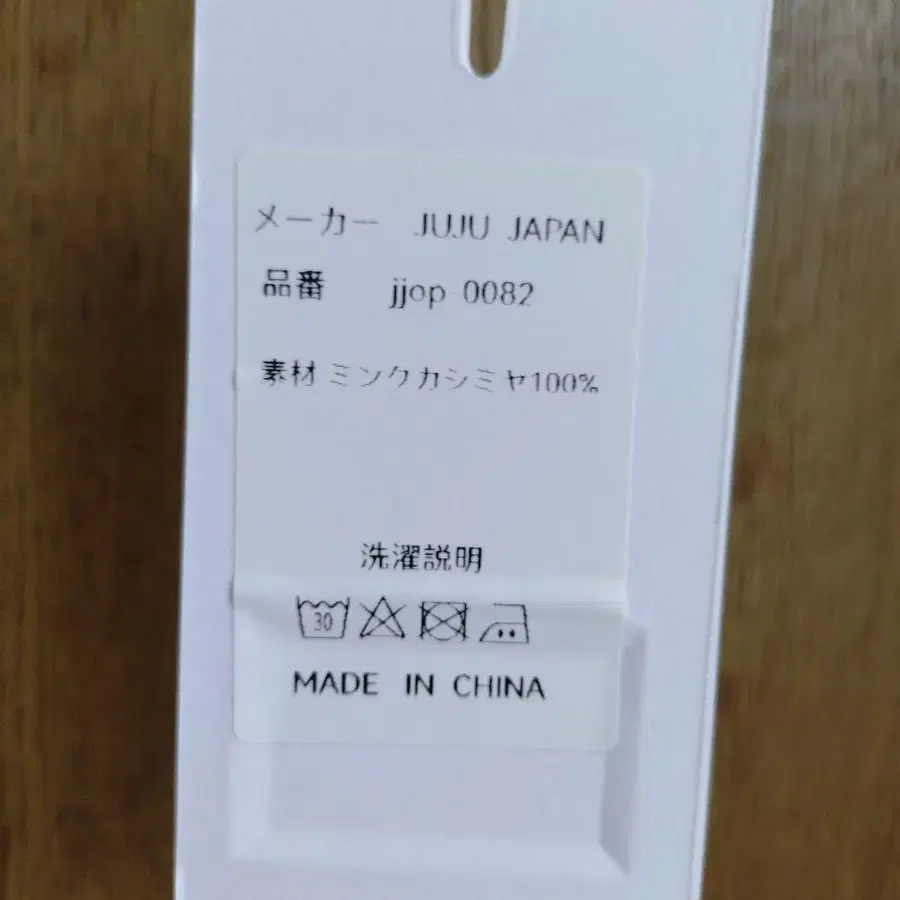 メーカー JUJU JAPAN
品番 jjop-0082
素材 ミンクカシミヤ100%
洗濯説明
30
MADE IN CHINA